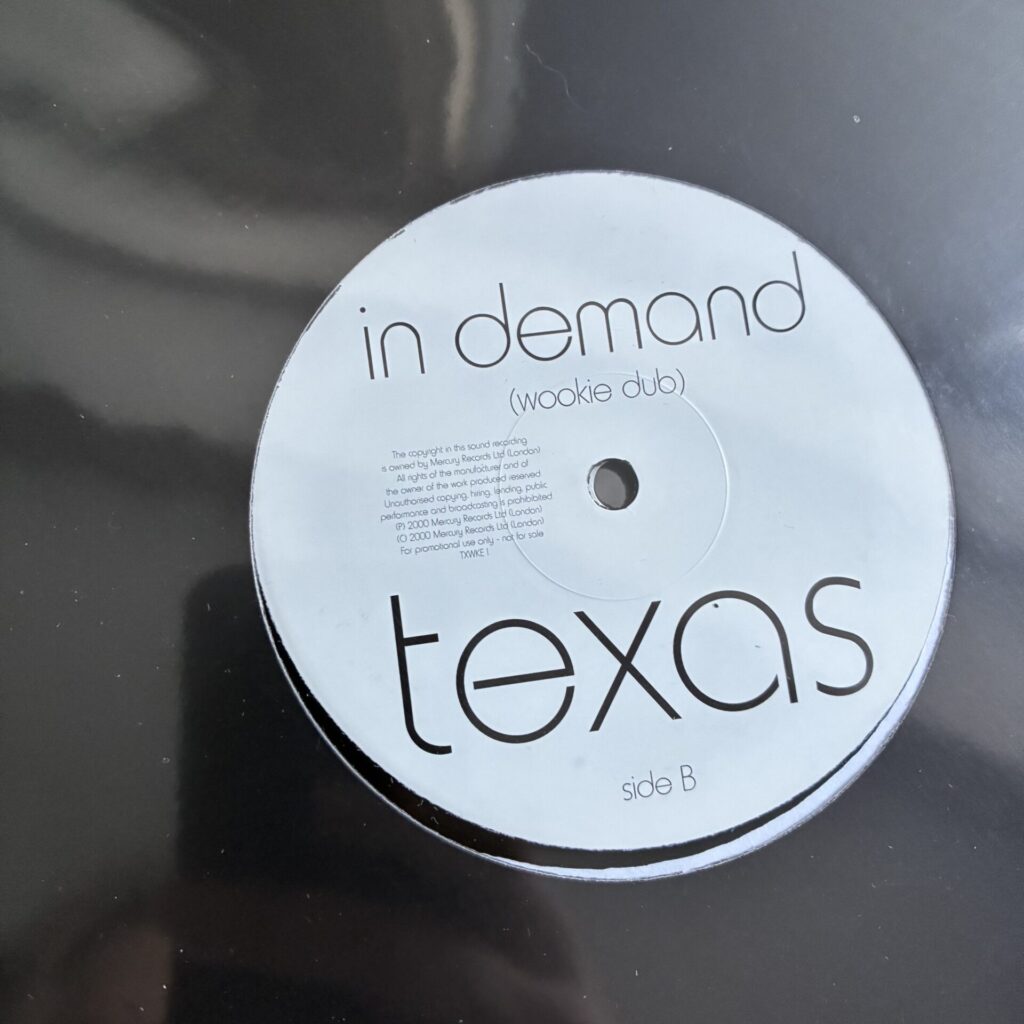 in demand
(wookie dub)
The copyright in this sound recording
is owned by Mercury Records Ltd (London)
All rights of the manufacturer and of
the owner of the work produced reserved
Unauthorised copying, hiring, lending, public
performance and broadcasting is prohibited
(P) 2000 Mercury Records Ltd (London)
(C) 2000 Mercury Records Ltd (London)
For promotional use only - not for sale
TXWKE 1
texas
side B